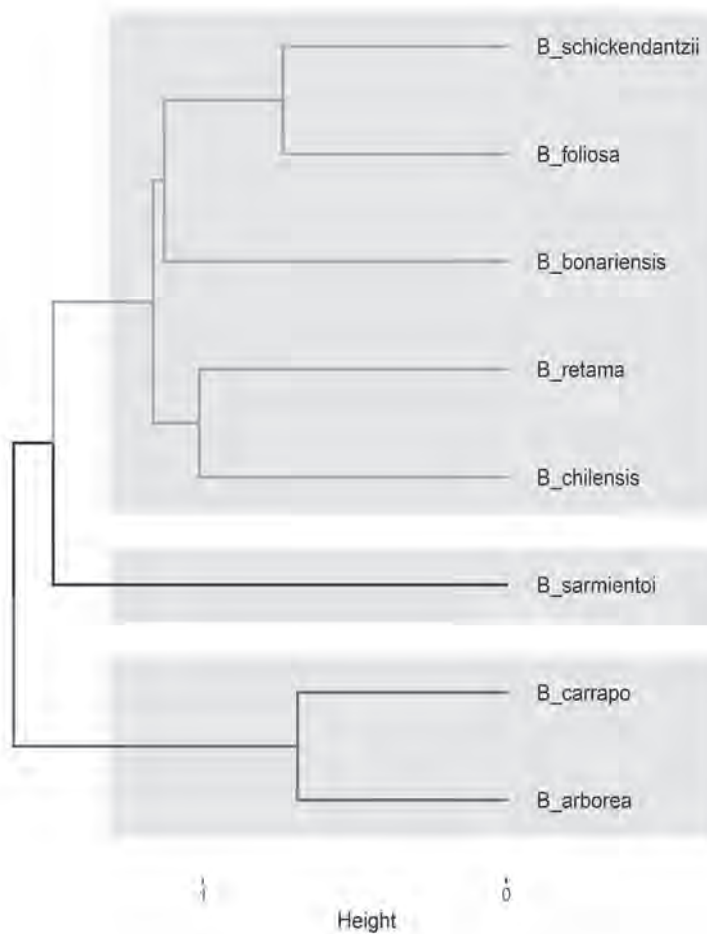 B_schickendantzii
B_foliosa
B_bonariensis
B_retama
B_chilensis
B_sarmientoi
B_carrapo
B_arborea
1 0
Height